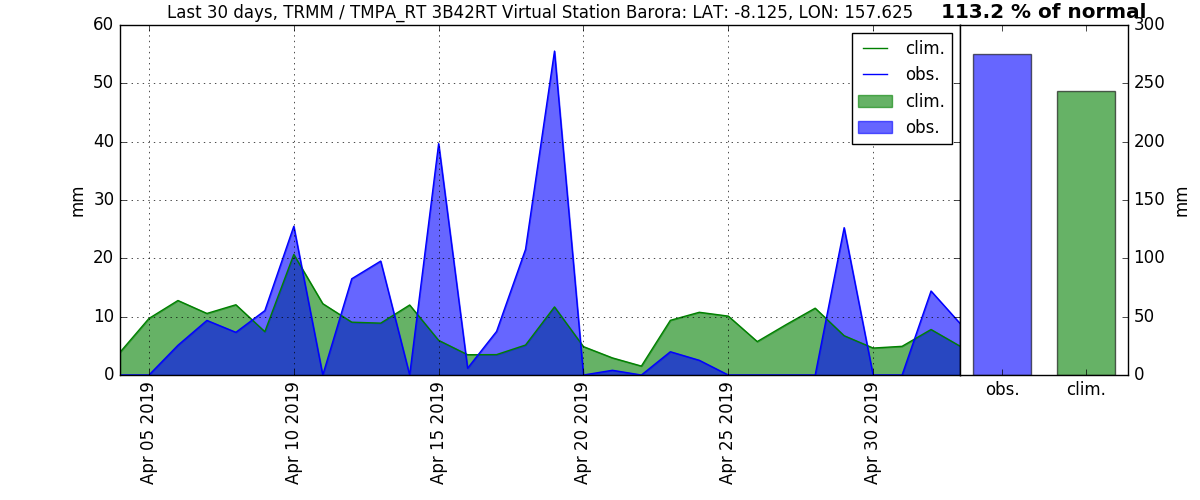 Last 30 days, TRMM / TMPA_RT 3B42RT Virtual Station Barora: LAT: -8.125, LON: 157.625
113.2 % of normal
60
50
40
30
20
10
0
mm
clim.
obs.
clim.
obs.
300
250
200
150
100
50
0
mm
obs.
clim.
Apr 05 2019
Apr 10 2019
Apr 15 2019
Apr 20 2019
Apr 25 2019
Apr 30 2019